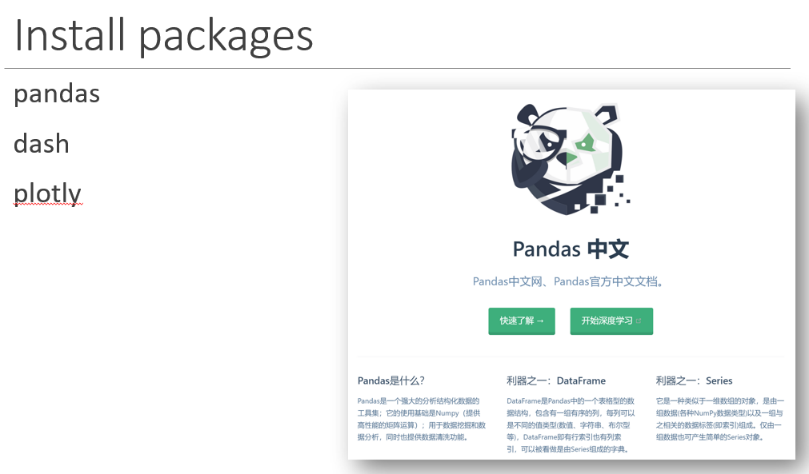 Install packages
pandas
dash
plotly
Pandas 中文
Pandas中文网、Pandas官方中文文档。
快速了解 →
开始深度学习
Pandas是什么?
Pandas是一个强大的分析结构化数据的
工具集；它的使用基础是Numpy（提供
高性能的矩阵运算）；用于数据挖掘和数
据分析，同时也提供数据清洗功能。
利器之一：DataFrame
DataFrame是Pandas中的一个表格型的数
据结构，包含有一组有序的列，每列可以
是不同的值类型(数值、字符串、布尔型
等)，DataFrame即有行索引也有列索
引，可以被看做是由Series组成的字典。
利器之一：Series
它是一种类似于一维数组的对象，是由一
组数据(各种NumPy数据类型)以及一组与
之相关的数据标签(即索引)组成。仅由一
组数据也可产生简单的Series对象。